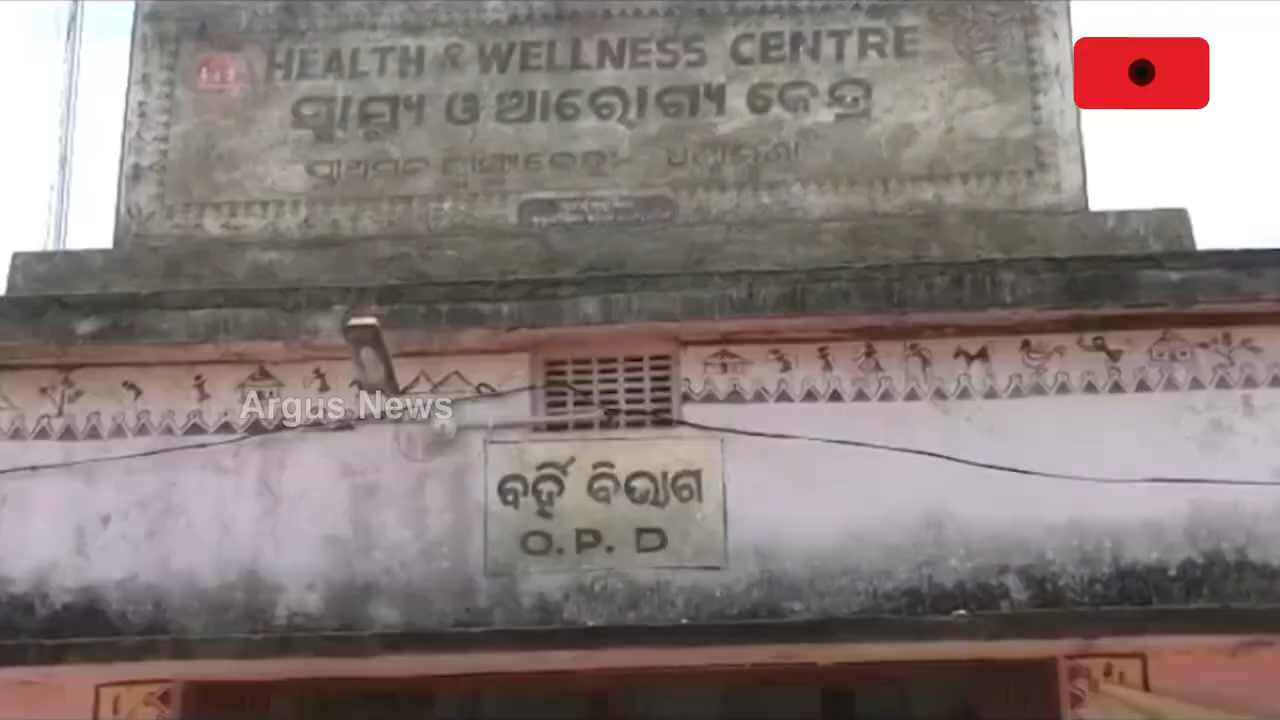 HEALTH & WELLNESS CENTRE
ସ୍ୱାସ୍ଥ୍ୟ ଓ ଆରୋଗ୍ୟ କେନ୍ଦ୍ର
Argus News
ବର୍ହି ବିଭାଗ
O.P.D